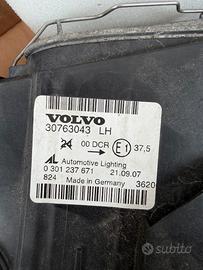 VOLVO
30763043 LH
24 00 DCR → E1 37,5
AL Automotive Lighting
0 301 237 671 21.09.07
824 Made in Germany 3620
subito